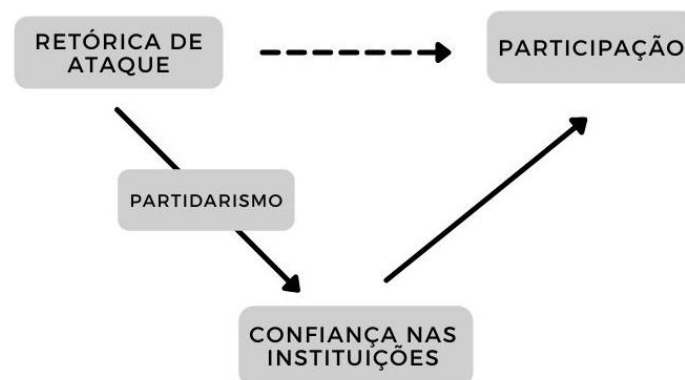 RETÓRICA DE
ATAQUE
PARTICIPAÇÃO
PARTIDARISMO
CONFIANÇA NAS
INSTITUIÇÕES